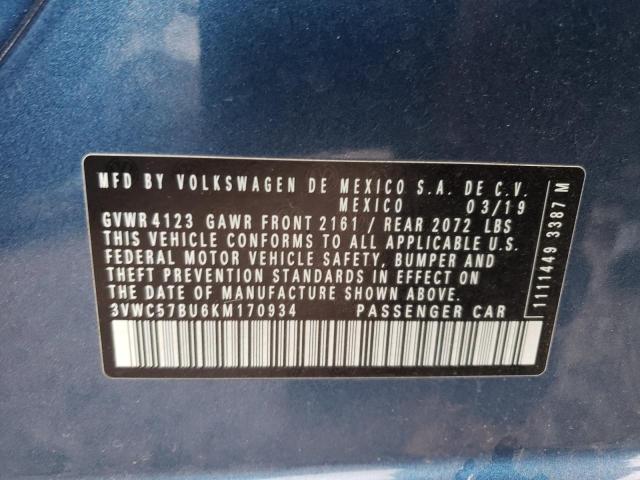 MFD BY VOLKSWAGEN DE MEXICO S.A. DE C.V.
MEXICO 03/19
GVWR 4123 GAWR FRONT 2161 / REAR 2072 LBS
THIS VEHICLE CONFORMS TO ALL APPLICABLE U.S.
FEDERAL MOTOR VEHICLE SAFETY, BUMPER AND
THEFT PREVENTION STANDARDS IN EFFECT ON
THE DATE OF MANUFACTURE SHOWN ABOVE.
3VWC57BU6KM170934 PASSENGER CAR
1111449 3387 M